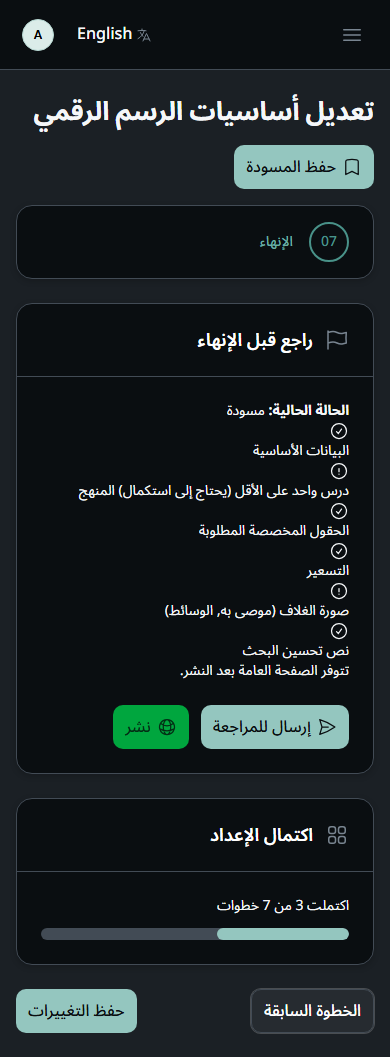 A
English
تعديل أساسيات الرسم الرقمي
حفظ المسودة
07
الإنهاء
راجع قبل الإنهاء
الحالة الحالية: مسودة
البيانات الأساسية
درس واحد على الأقل (يحتاج إلى استكمال) المنهج
الحقول المخصصة المطلوبة
التسعير
صورة الغلاف (موصى به, الوسائط)
نص تحسين البحث
تتوفر الصفحة العامة بعد النشر.
إرسال للمراجعة
نشر
اكتمال الإعداد
اكتملت 3 من 7 خطوات
الخطوة السابقة
حفظ التغييرات